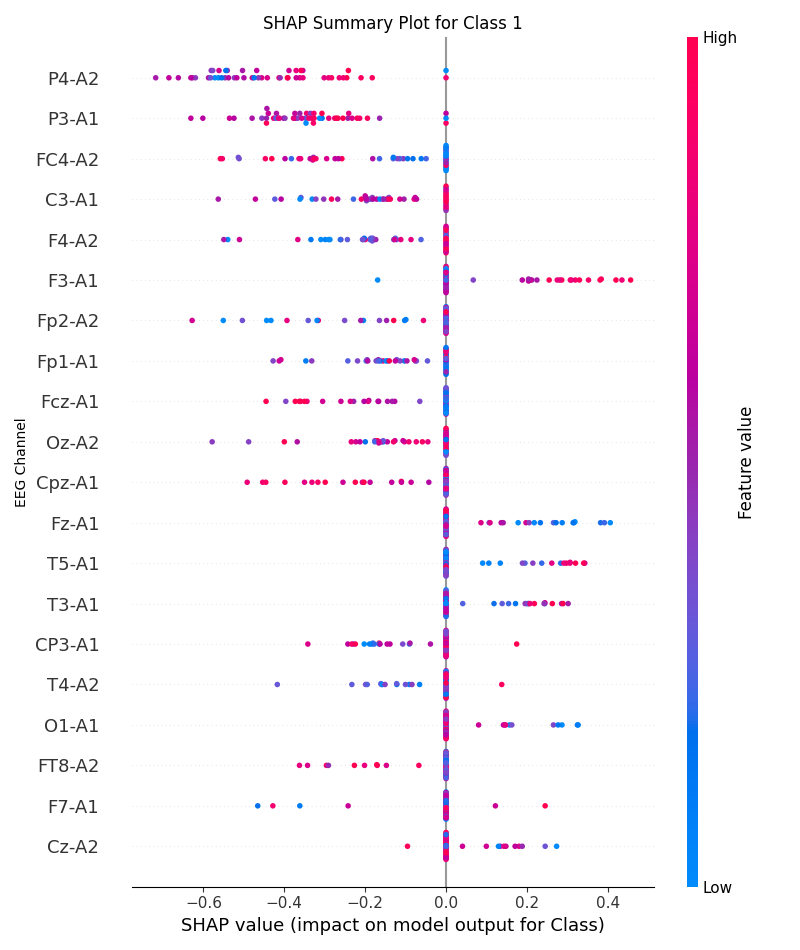 SHAP Summary Plot for Class 1
High
P4-A2
P3-A1
FC4-A2
C3-A1
F4-A2
F3-A1
Fp2-A2
Fp1-A1
Fcz-A1
Oz-A2
Cpz-A1
Fz-A1
T5-A1
T3-A1
CP3-A1
T4-A2
O1-A1
FT8-A2
F7-A1
Cz-A2
EEG Channel
Feature value
Low
−0.6 −0.4 −0.2 0.0 0.2 0.4
SHAP value (impact on model output for Class)